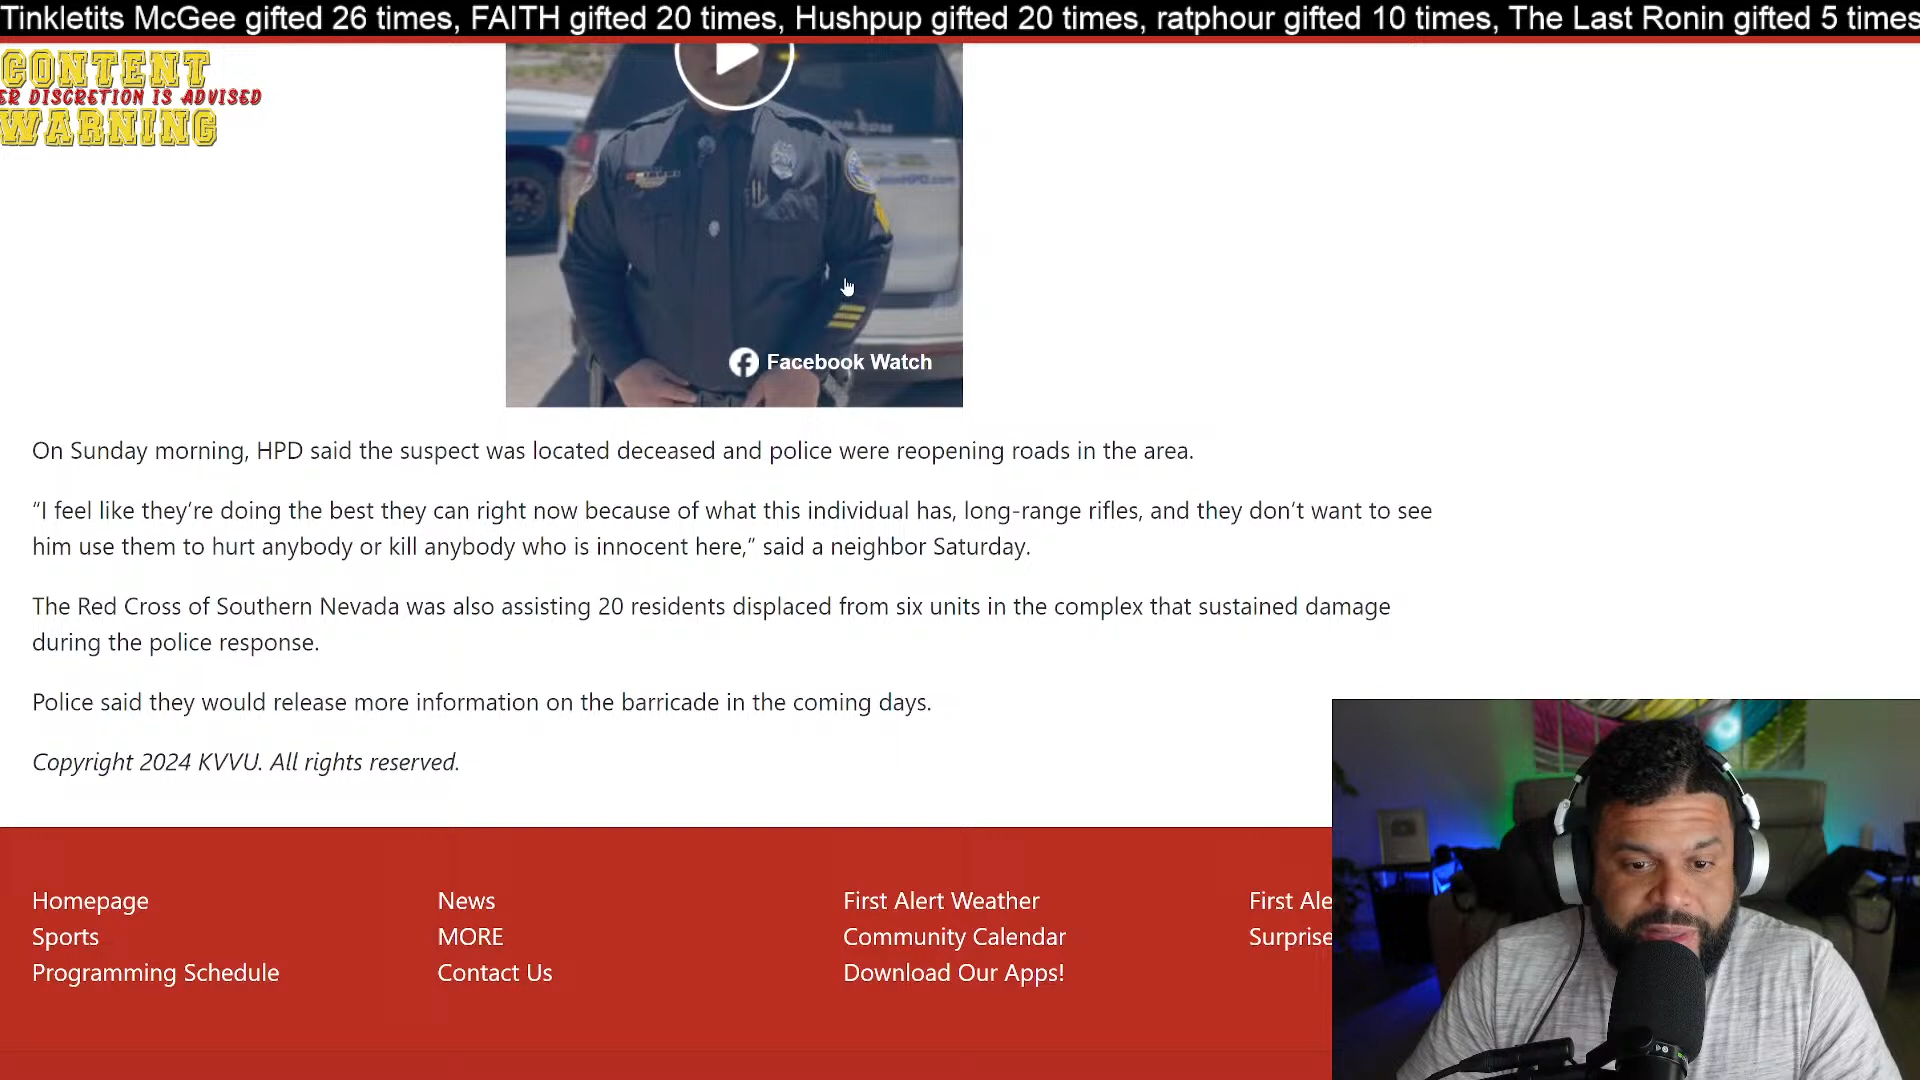 Tinkletits McGee gifted 26 times, FAITH gifted 20 times, Hushpup gifted 20 times, ratphour gifted 10 times, The Last Ronin gifted 5 times
CONTENT
ER DISCRETION IS ADVISED
WARNING
Facebook Watch
On Sunday morning, HPD said the suspect was located deceased and police were reopening roads in the area.
“I feel like they’re doing the best they can right now because of what this individual has, long-range rifles, and they don’t want to see
him use them to hurt anybody or kill anybody who is innocent here,” said a neighbor Saturday.
The Red Cross of Southern Nevada was also assisting 20 residents displaced from six units in the complex that sustained damage
during the police response.
Police said they would release more information on the barricade in the coming days.
Copyright 2024 KVVU. All rights reserved.
Homepage News First Alert Weather First Ale
Sports MORE Community Calendar Surprise
Programming Schedule Contact Us Download Our Apps!